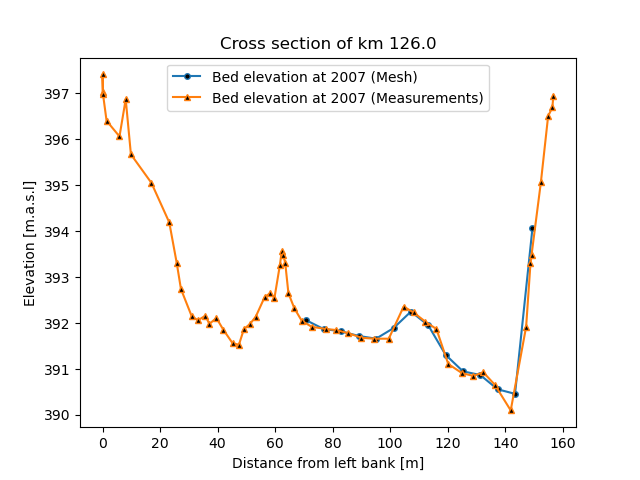 Cross section of km 126.0
Bed elevation at 2007 (Mesh)
Bed elevation at 2007 (Measurements)
Elevation [m.a.s.l]
397
396
395
394
393
392
391
390
0 20 40 60 80 100 120 140 160
Distance from left bank [m]